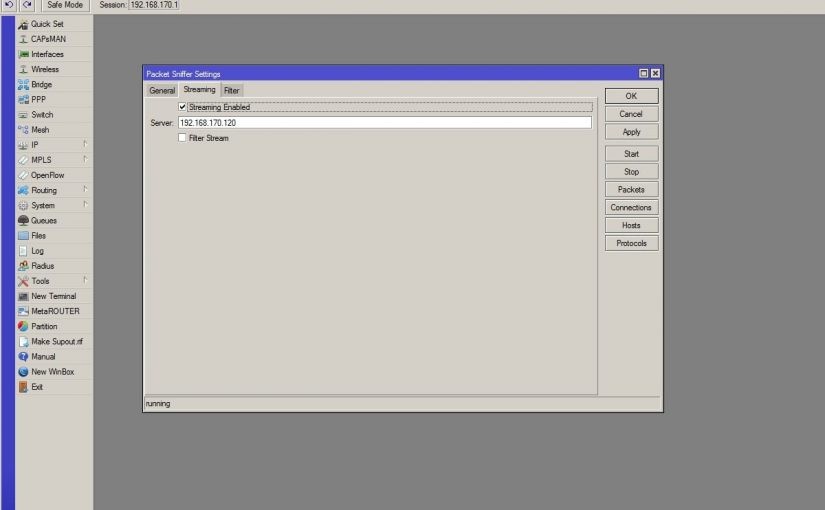 Safe Mode Session: 192.168.170.1
Quick Set
CAPsMAN
Interfaces
Wireless
Bridge
PPP
Switch
Mesh
IP
MPLS
OpenFlow
Routing
System
Queues
Files
Log
Radius
Tools
New Terminal
MetaROUTER
Partition
Make Supout.rif
Manual
New WinBox
Exit
Packet Sniffer Settings
General Streaming Filter
Streaming Enabled
Server: 192.168.170.120
Filter Stream
OK
Cancel
Apply
Start
Stop
Packets
Connections
Hosts
Protocols
running